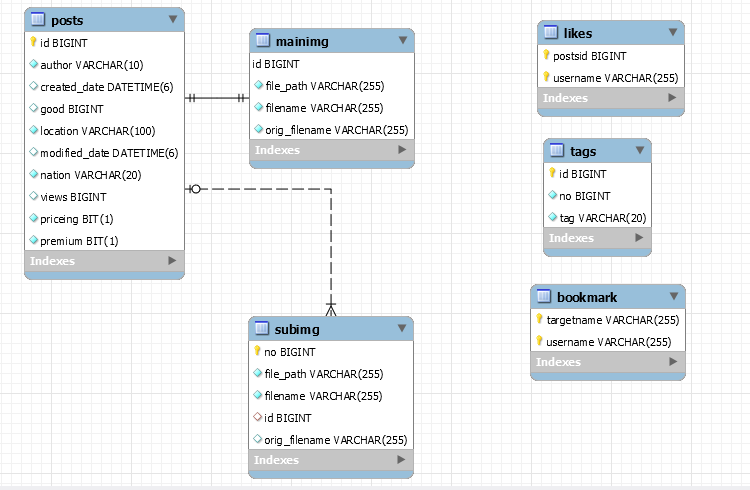 posts
id BIGINT
author VARCHAR(10)
created_date DATETIME(6)
good BIGINT
location VARCHAR(100)
modified_date DATETIME(6)
nation VARCHAR(20)
views BIGINT
priceing BIT(1)
premium BIT(1)
Indexes
mainimg
id BIGINT
file_path VARCHAR(255)
filename VARCHAR(255)
orig_filename VARCHAR(255)
Indexes
subimg
no BIGINT
file_path VARCHAR(255)
filename VARCHAR(255)
id BIGINT
orig_filename VARCHAR(255)
Indexes
likes
postsid BIGINT
username VARCHAR(255)
Indexes
tags
id BIGINT
no BIGINT
tag VARCHAR(20)
Indexes
bookmark
targetname VARCHAR(255)
username VARCHAR(255)
Indexes